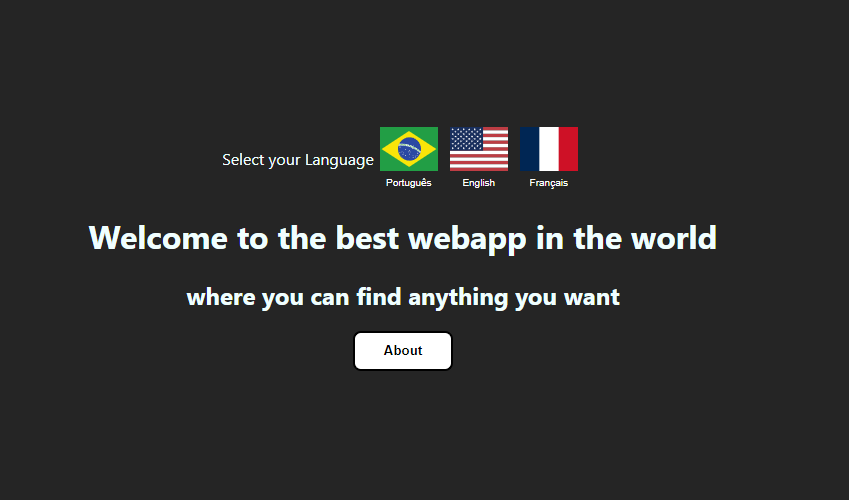 Select your Language
Português English Français
Welcome to the best webapp in the world
where you can find anything you want
About